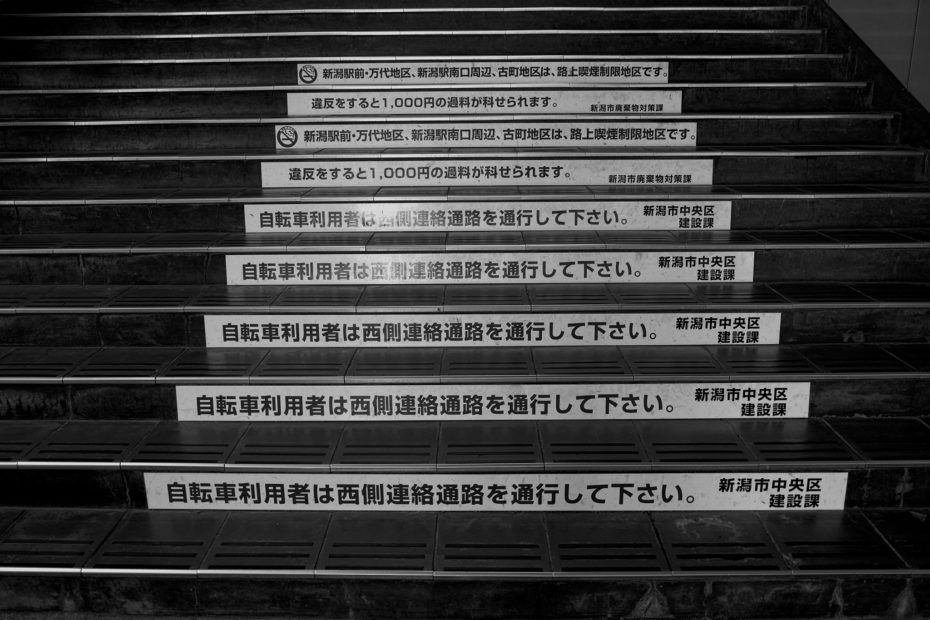 新潟駅前・万代地区、新潟駅南口周辺、古町地区は、路上喫煙制限地区です。
違反をすると1,000円の過料が科せられます。
新潟市廃棄物対策課
新潟駅前・万代地区、新潟駅南口周辺、古町地区は、路上喫煙制限地区です。
違反をすると1,000円の過料が科せられます。
新潟市廃棄物対策課
自転車利用者は西側連絡通路を通行して下さい。
新潟市中央区
建設課
自転車利用者は西側連絡通路を通行して下さい。
新潟市中央区
建設課
自転車利用者は西側連絡通路を通行して下さい。
新潟市中央区
建設課
自転車利用者は西側連絡通路を通行して下さい。
新潟市中央区
建設課
自転車利用者は西側連絡通路を通行して下さい。
新潟市中央区
建設課